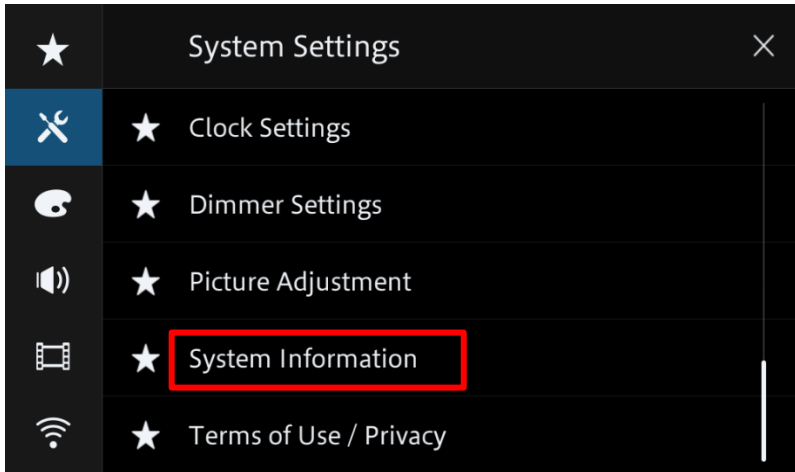 System Settings
Clock Settings
Dimmer Settings
Picture Adjustment
System Information
Terms of Use / Privacy